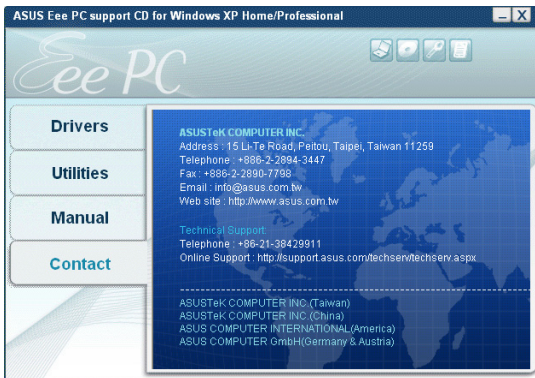 ASUS Eee PC support CD for Windows XP Home/Professional
Eee PC
Drivers
Utilities
Manual
Contact
ASUSTeK COMPUTER INC.
Address : 15 Li-Te Road, Peitou, Taipei, Taiwan 11259
Telephone : +886-2-2894-3447
Fax : +886-2-2890-7798
Email : info@asus.com.tw
Web site : http://www.asus.com.tw
Technical Support
Telephone : +86-21-38429911
Online Support : http://support.asus.com/techserv/techserv.aspx
ASUSTeK COMPUTER INC.(Taiwan)
ASUSTeK COMPUTER INC.(China)
ASUS COMPUTER INTERNATIONAL(America)
ASUS COMPUTER GmbH(Germany & Austria)